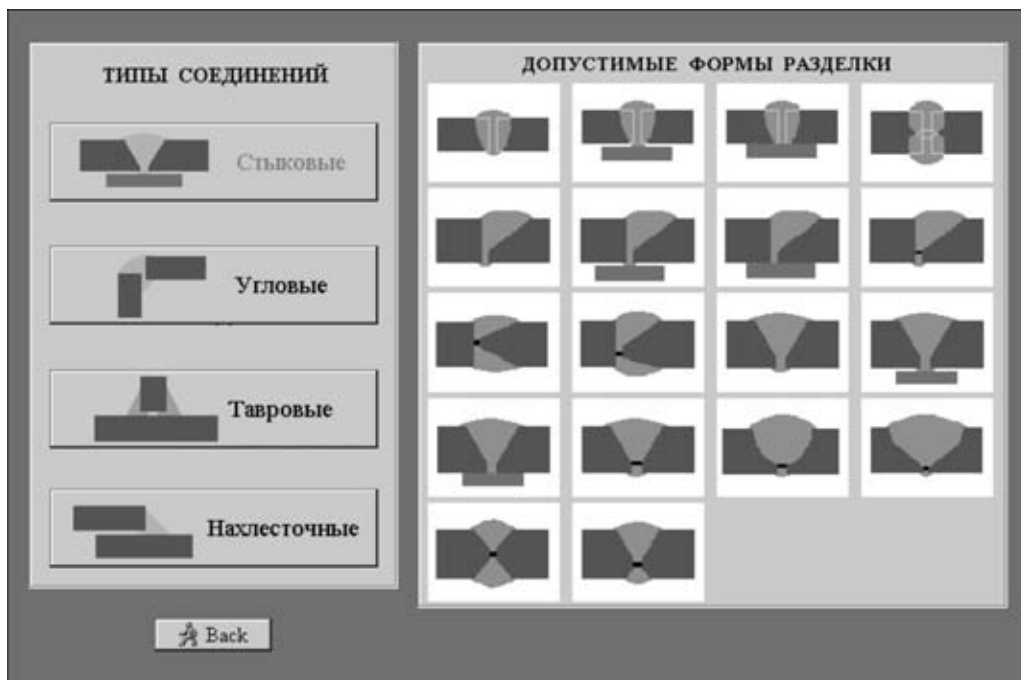 ТИПЫ СОЕДИНЕНИЙ
Стыковые
Угловые
Тавровые
Нахлесточные
Back
ДОПУСТИМЫЕ ФОРМЫ РАЗДЕЛКИ